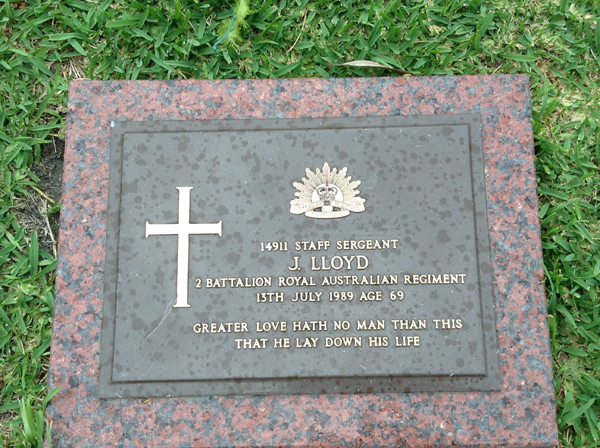 14911 STAFF SERGEANT
J. LLOYD
2 BATTALION ROYAL AUSTRALIAN REGIMENT
13TH JULY 1989 AGE 69
GREATER LOVE HATH NO MAN THAN THIS
THAT HE LAY DOWN HIS LIFE